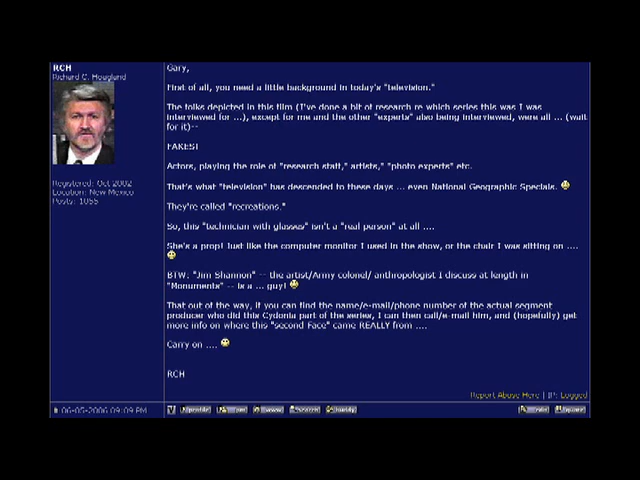 RCH
Richard C. Hoagland
Registered: Oct 2002
Location: New Mexico
Posts: 1055
Gary,
First of all, you need a little background in today's "television."
The folks depicted in this film (I've done a bit of research re which series this was I was
interviewed for ...), except for me and the other "experts" also being interviewed, were all ... (wait
for it)--
FAKES!
Actors, playing the role of "research staff," artists," "photo experts" etc.
That's what "television" has descended to these days ... even National Geographic Specials.
They're called "recreations."
So, this "technician with glasses" isn't a "real person" at all ....
She's a prop! Just like the computer monitor I used in the show, or the chair I was sitting on ....
BTW: "Jim Shannon" -- the artist/Army colonel/ anthropologist I discuss at length in
"Monuments" -- is a ... guy!
That out of the way, if you can find the name/e-mail/phone number of the actual segment
producer who did this Cydonia part of the series, I can then call/e-mail him, and (hopefully) get
more info on where this "second Face" came REALLY from ....
Carry on ....
RCH
Report Above Here | IP: Logged
06-05-2006 09:09 PM
profile
pm
www
search
buddy
edit
quote